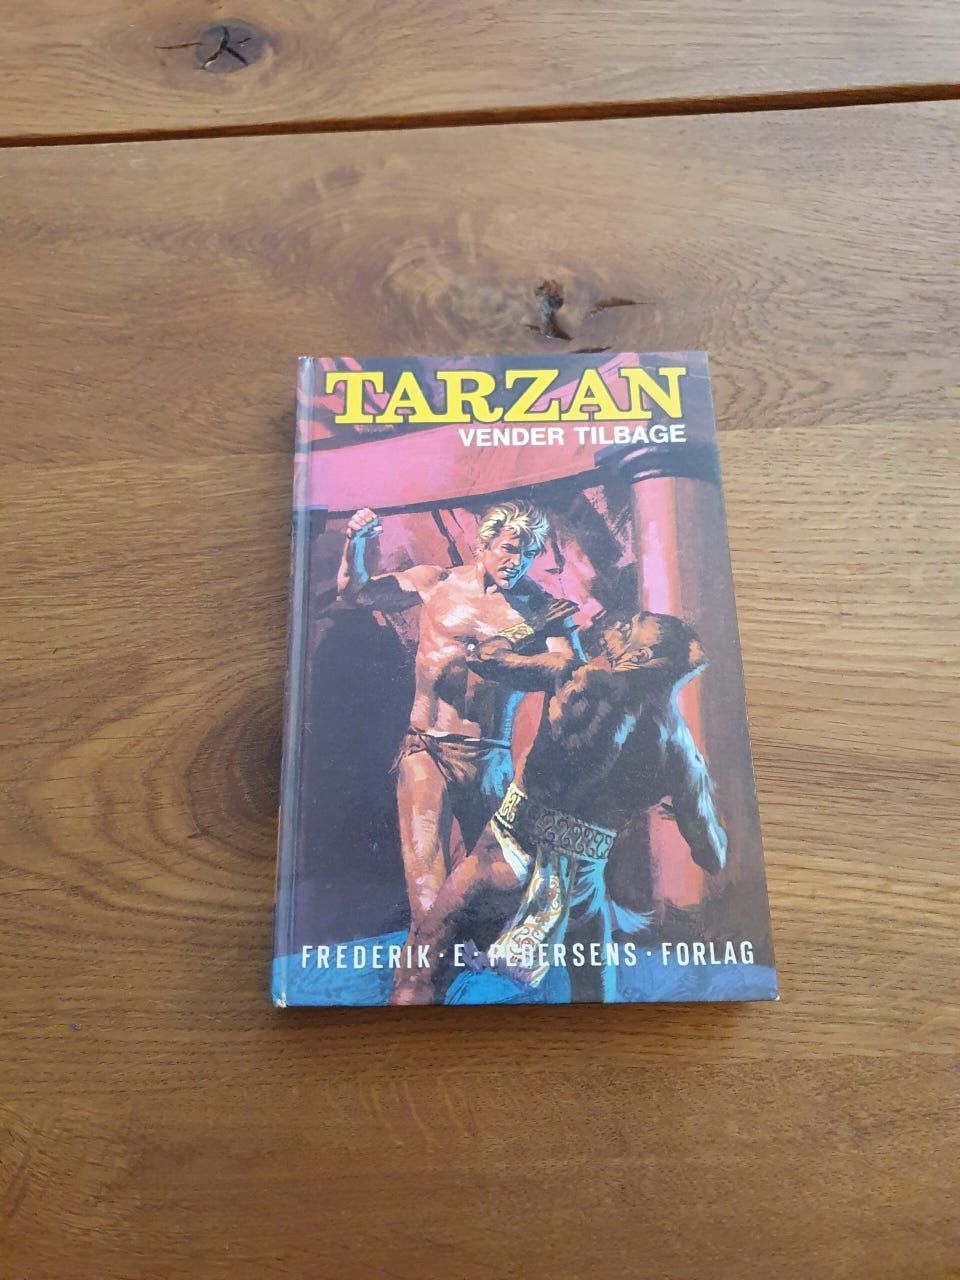 TARZAN
VENDER TILBAGE
FREDERIK · E · PEDERSENS · FORLAG